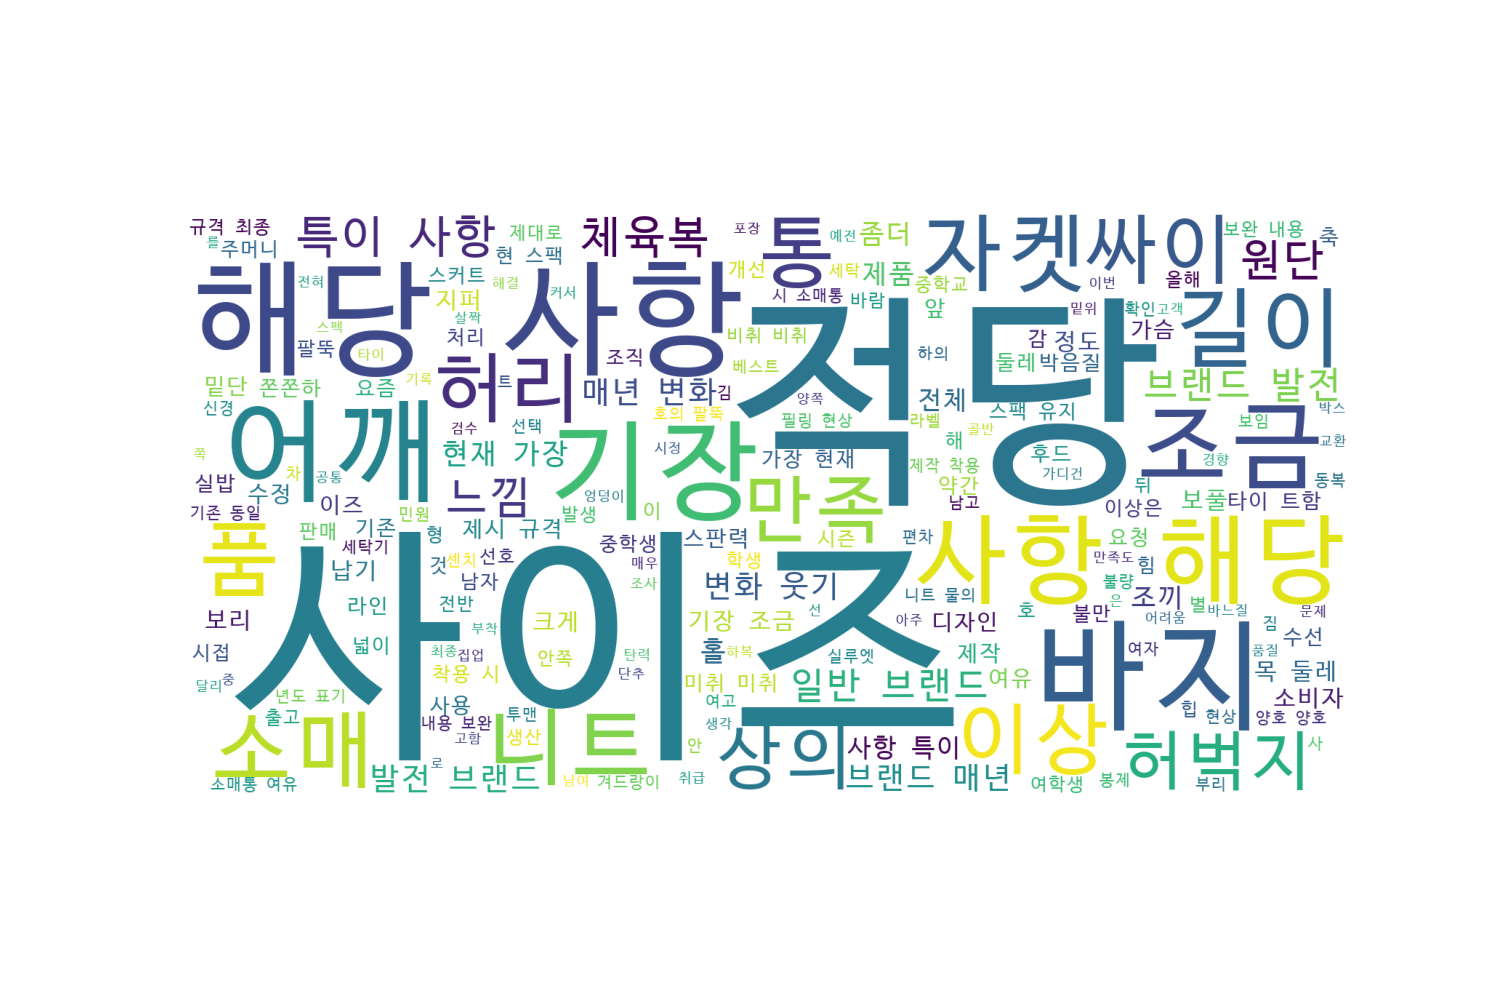 규격 최종
특이 사항
제대로
체육복
포장
통
예전
좀더
자켓싸이
보완 내용
축
를
주머니
현 스팩
개선
세탁
제품
원단
전혀
스커트
해결
커서
시 소매통
바람
중학교
앞
이번
올해
해당 사항
지퍼
살짝
밑위
확인
고객
길이
스펙
처리
비취 비취
적당
감
정도
가슴
팔뚝
타이
허리
조직
하의
둘레
박음질
밑단
쫀쫀하
요즘
기록
트
매년 변화
김
베스트
양쪽
전체
스팩 유지
브랜드 발전
신경
어깨
검수
선택
호의 팔뚝
필링 현상
라벨
골반
보임
박스
조금
쪽
차
공통
현재 가장
기장
시정
가장 현재
해
후드
경향
교환
실밥
수정
이즈
느낌
엉덩이
만족
제작 착용
가디건
약간
뒤
동복
기존 동일
민원
발생
이
남고
이상은
보풀
타이 트함
품
판매
기존
형
제시 규격
중학생
스판력
시즌
편차
사항 해당
요청
만족도
힘
세탁기
것
센치
선호
매우
학생
납기
남자
조사
변화 웃기
니트 물의
불량
조끼
보리
라인
전반
사이즈
크게
기장 조금
선
아주
디자인
호
불만
은
어려움
별
바느질
짐
문제
시접
넓이
부착
최종
집업
안쪽
탄력
홀
하복
실루엣
제작
바지
여자
품질
수선
달리
중
착용 시
단추
미취 미취
일반 브랜드
여유
목 둘레
년도 표기
사용
여고
힙
현상
소비자
출고
내용 보완
투맨
생각
양호 양호
소매
고함
생산
니트
안
상의
사항 특이
이상
허벅지
사
소매통 여유
발전 브랜드
로
남여
겨드랑이
취급
브랜드 매년
여학생
봉제
부리